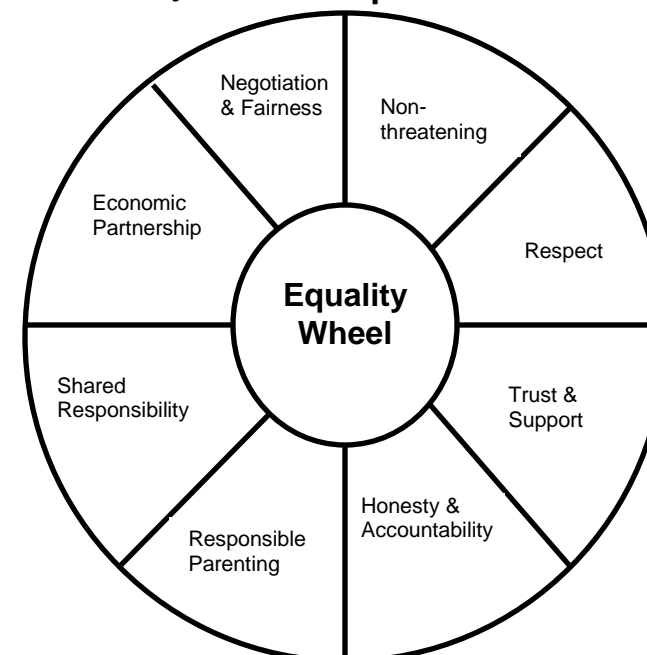 Equality
Wheel
Negotiation
& Fairness
Non-
threatening
Respect
Trust &
Support
Honesty &
Accountability
Responsible
Parenting
Shared
Responsibility
Economic
Partnership